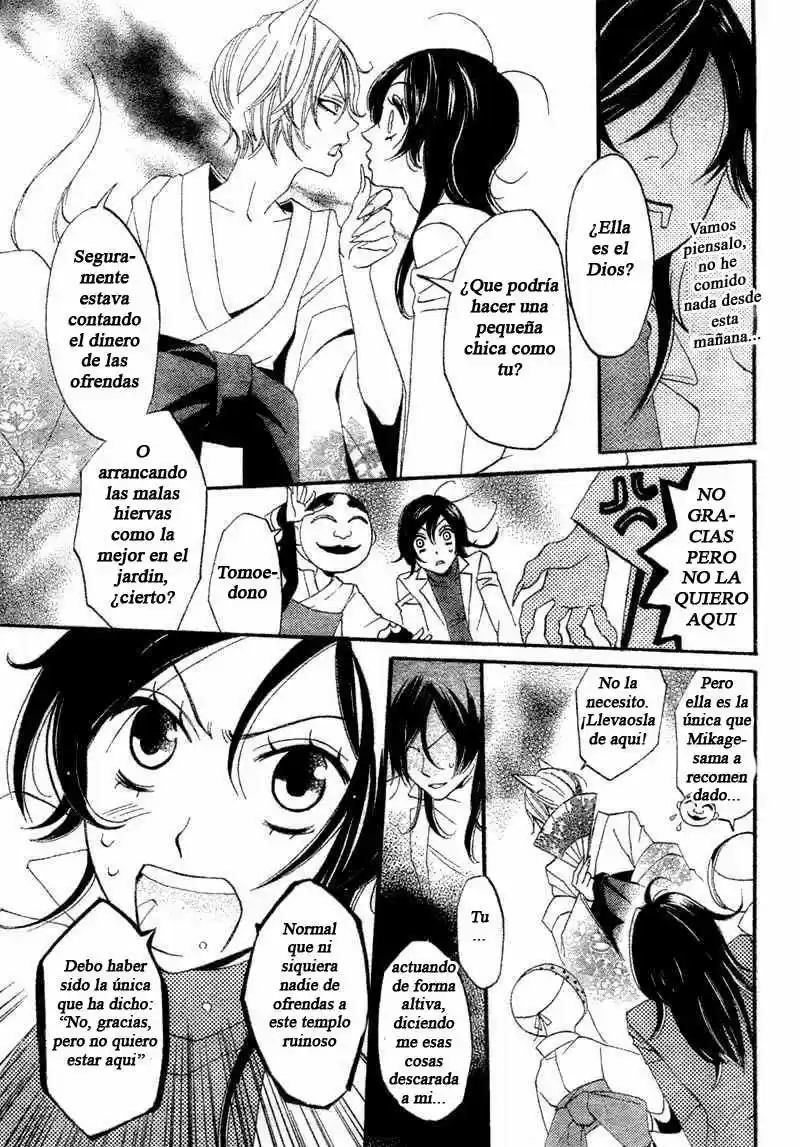 Vamos
piensalo,
no he
comido
nada desde
esta
mañana...
¿Ella
es el
Dios?
¿Que podría
hacer una
pequeña
chica como
tu?
Segura-
mente
estava
contando
el dinero
de las
ofrendas
O
arrancando
las malas
hiervas
como la
mejor en el
jardin,
¿cierto?
NO
GRA-
CIAS
PERO
NO LA
QUIERO
AQUI
Tomoe-
dono
Pero
ella es la
única que
Mikage-
sama a
recomen
dado...
No la
necesito.
¡Llevaosla
de aqui!
Tu
...
actuando
de forma
altiva,
diciendo
me esas
cosas
descarada
a mi...
Normal
que ni
siquiera
nadie de
ofrendas a
este templo
ruinoso
Debo haber
sido la única
que ha dicho:
“No, gracias,
pero no quiero
estar aqui”